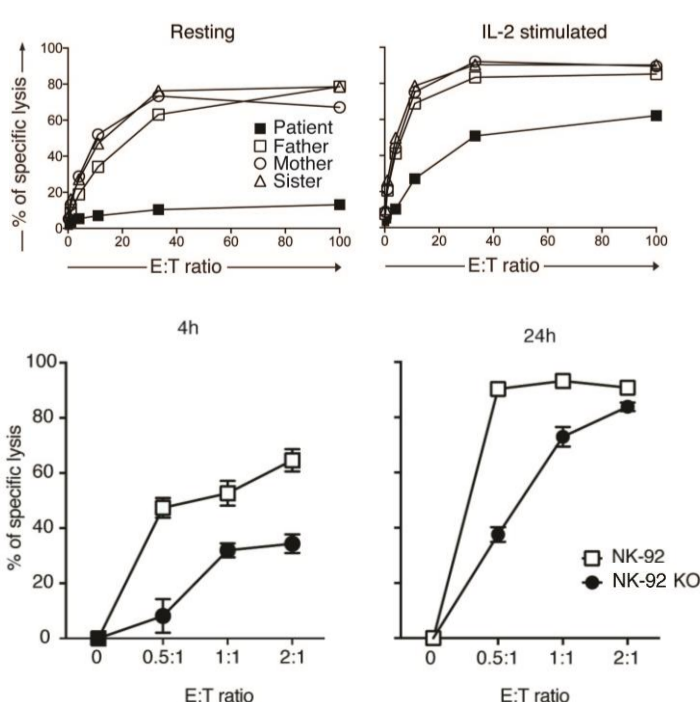 Resting
IL-2 stimulated
— % of specific lysis →
100
80
60
40
20
0
Patient
Father
Mother
Sister
0 20 40 60 80 100
E:T ratio
0 20 40 60 80 100
E:T ratio
4h
24h
% of specific lysis
100
80
60
40
20
0
NK-92
NK-92 KO
0 0.5:1 1:1 2:1
E:T ratio
0 0.5:1 1:1 2:1
E:T ratio